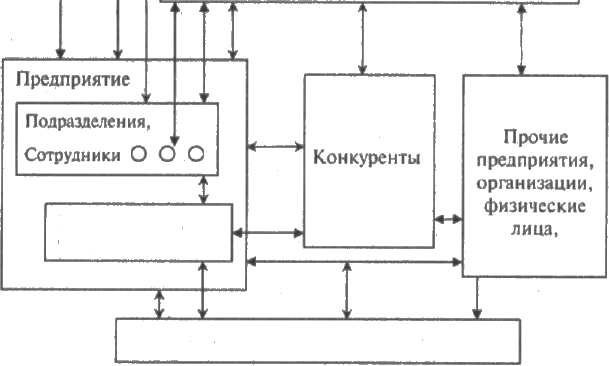 Предприятие
Подразделения,
Сотрудники
Конкуренты
Прочие
предприятия,
организации,
физические
лица,